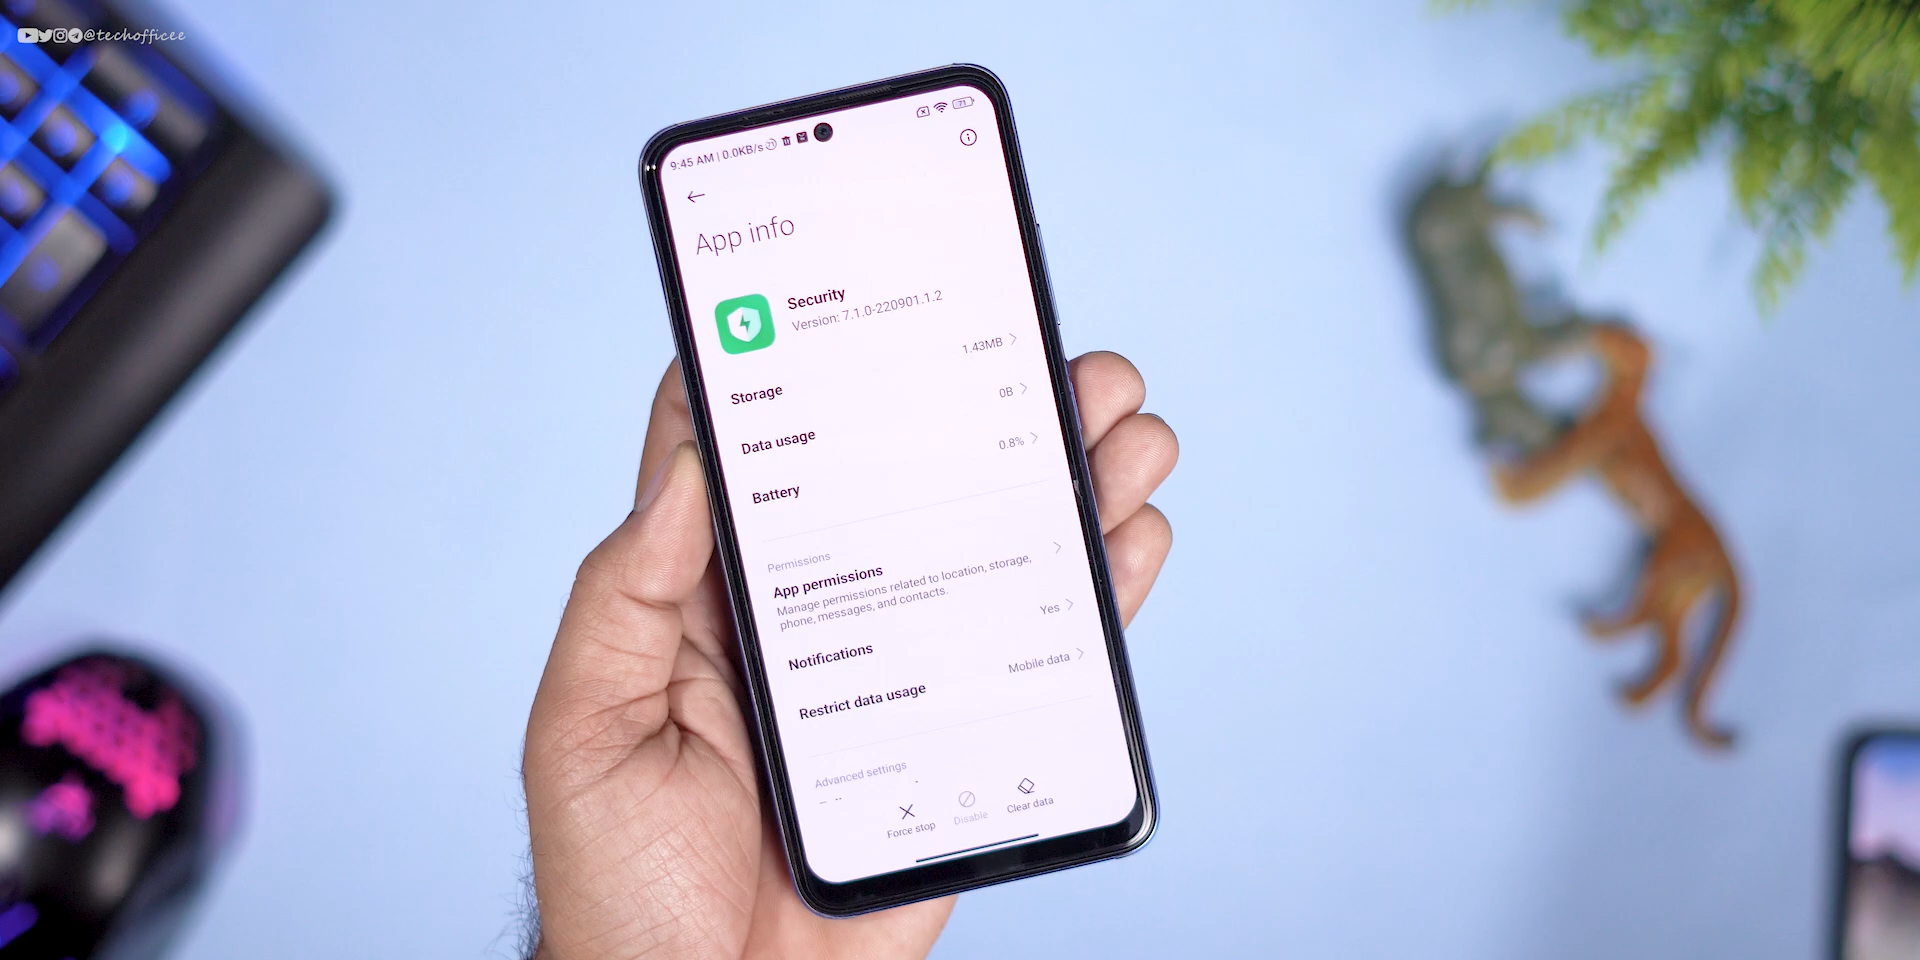 @techofficee
9:45 AM | 0.0KB/s
71
App info
Security
Version: 7.1.0-220901.1.2
Storage 1.43MB
Data usage 0B
Battery 0.8%
Permissions
App permissions
Manage permissions related to location, storage,
phone, messages, and contacts.
Notifications Yes
Restrict data usage Mobile data
Advanced settings
Force stop Disable Clear data